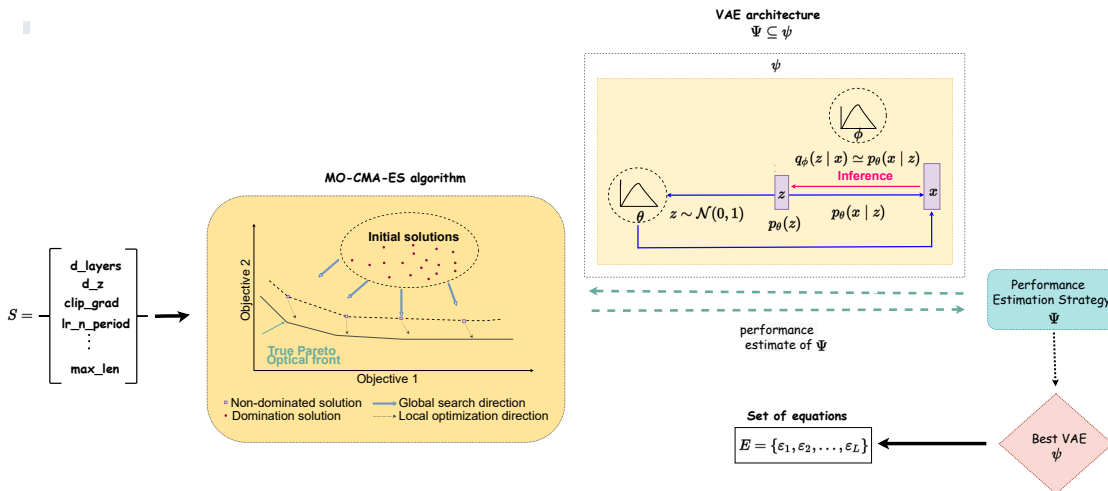 VAE architecture
Ψ ⊆ ψ
ψ
ϕ
q_ϕ(z | x) ≃ p_θ(x | z)
Inference
z
x
θ
z ∼ 𝒩(0, 1)
p_θ(z)
p_θ(x | z)
MO-CMA-ES algorithm
Initial solutions
Objective 2
True Pareto
Optical front
Objective 1
Non-dominated solution
Global search direction
Domination solution
Local optimization direction
S =
d_layers
d_z
clip_grad
lr_n_period
⋮
max_len
performance
estimate of Ψ
Performance
Estimation Strategy
Ψ
Best VAE
ψ
Set of equations
E = {ε₁, ε₂, . . . , ε_L}